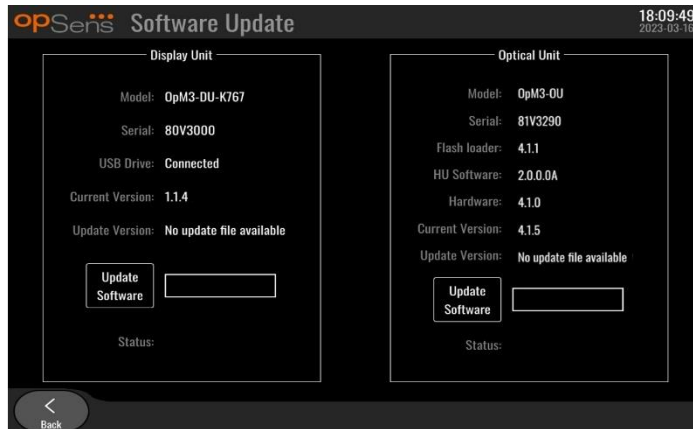 opSens Software Update
18:09:49
2023-03-16
Display Unit
Model: OpM3-DU-K767
Serial: 80V3000
USB Drive: Connected
Current Version: 1.1.4
Update Version: No update file available
Update
Software
Status:
Optical Unit
Model: OpM3-OU
Serial: 81V3290
Flash loader: 4.1.1
HU Software: 2.0.0.0A
Hardware: 4.1.0
Current Version: 4.1.5
Update Version: No update file available
Update
Software
Status:
Back